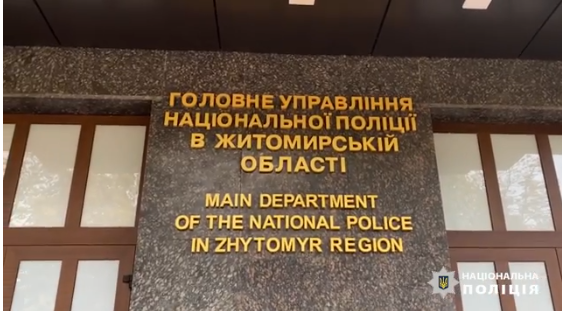 ГОЛОВНЕ УПРАВЛІННЯ
НАЦІОНАЛЬНОЇ ПОЛІЦІЇ
В ЖИТОМИРСЬКІЙ
ОБЛАСТІ
MAIN DEPARTMENT
OF THE NATIONAL POLICE
IN ZHYTOMYR REGION
НАЦІОНАЛЬНА
ПОЛІЦІЯ